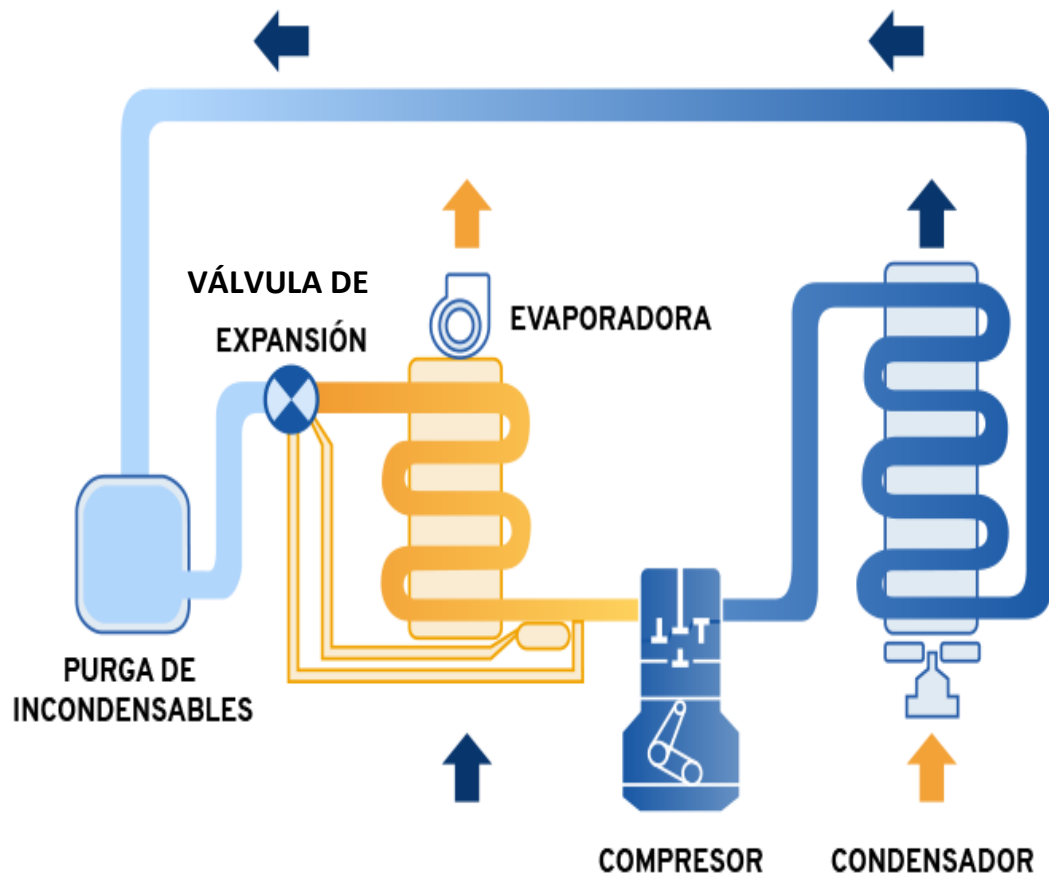 VÁLVULA DE
EXPANSIÓN
EVAPORADORA
PURGA DE
INCONDENSABLES
COMPRESOR
CONDENSADOR